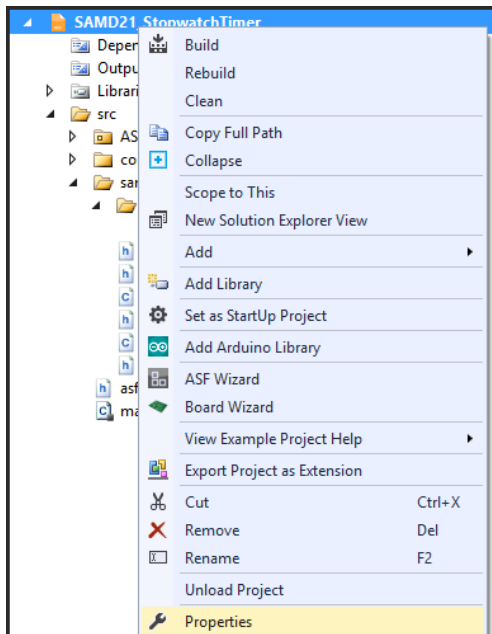 SAMD21_StopwatchTimer
Build
Rebuild
Clean
Copy Full Path
Collapse
Scope to This
New Solution Explorer View
Add
Add Library
Set as StartUp Project
Add Arduino Library
ASF Wizard
Board Wizard
View Example Project Help
Export Project as Extension
Cut Ctrl+X
Remove Del
Rename F2
Unload Project
Properties
Depen
Outpu
Librari
src
AS
co
sar
h
h
c
h
c
h
h asf
c ma